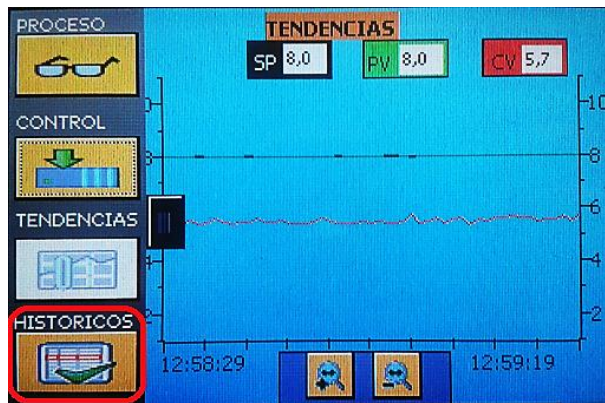 PROCESO
CONTROL
TENDENCIAS
HISTORICOS
TENDENCIAS
SP 8,0
PV 8,0
CV 5,7
10
8
6
4
2
10
8
6
4
2
12:58:29
12:59:19